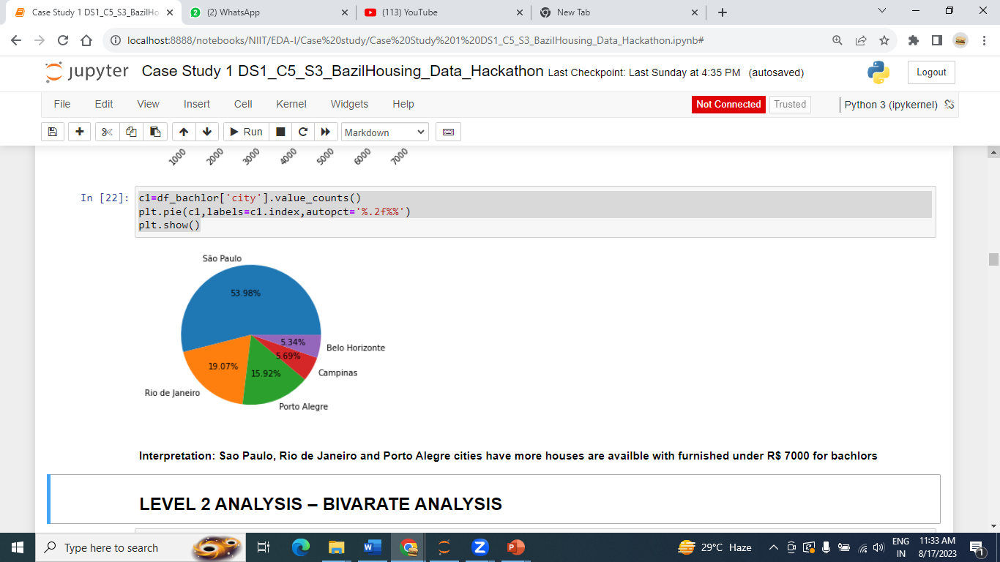 Case Study 1 DS1_C5_S3_BazilHo
(2) WhatsApp
(113) YouTube
New Tab
localhost:8888/notebooks/NIIT/EDA-I/Case%20study/Case%20Study%201%20DS1_C5_S3_BazilHousing_Data_Hackathon.ipynb#
jupyter Case Study 1 DS1_C5_S3_BazilHousing_Data_Hackathon Last Checkpoint: Last Sunday at 4:35 PM (autosaved)
Logout
File Edit View Insert Cell Kernel Widgets Help
Not Connected Trusted Python 3 (ipykernel)
Run Markdown
1000 2000 3000 4000 5000 6000 7000
In [22]: c1=df_bachlor['city'].value_counts()
plt.pie(c1,labels=c1.index,autopct='%.2f%%')
plt.show()
São Paulo
53.98%
5.34%
Belo Horizonte
5.69%
19.07%
15.92%
Campinas
Rio de Janeiro
Porto Alegre
Interpretation: Sao Paulo, Rio de Janeiro and Porto Alegre cities have more houses are availble with furnished under R$ 7000 for bachlors
LEVEL 2 ANALYSIS – BIVARATE ANALYSIS
Type here to search
29°C Haze
ENG
IN
11:33 AM
8/17/2023
1